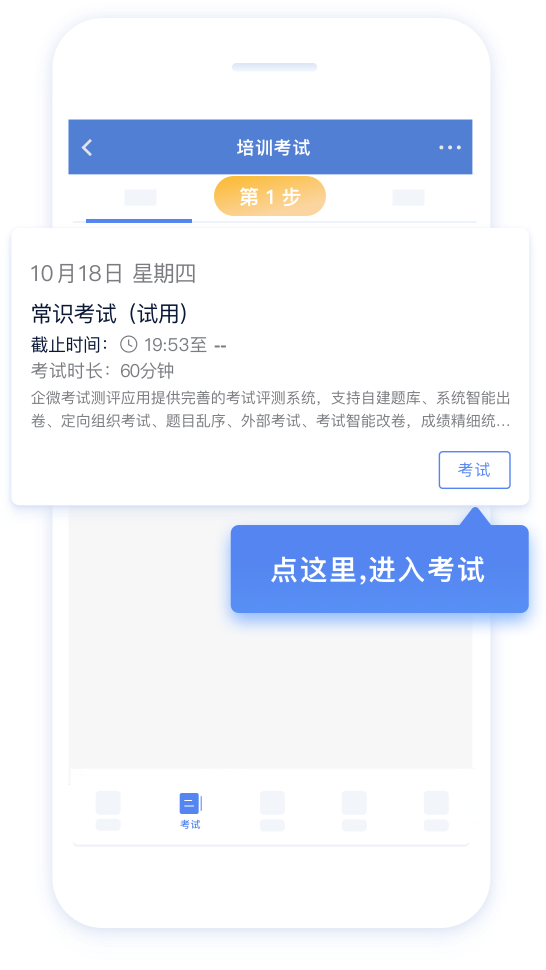 培训考试
第 1 步
10月18日 星期四
常识考试（试用）
截止时间： 19:53至 --
考试时长：60分钟
企微考试测评应用提供完善的考试评测系统，支持自建题库、系统智能出
卷、定向组织考试、题目乱序、外部考试、考试智能改卷，成绩精细统...
考试
点这里,进入考试
考试